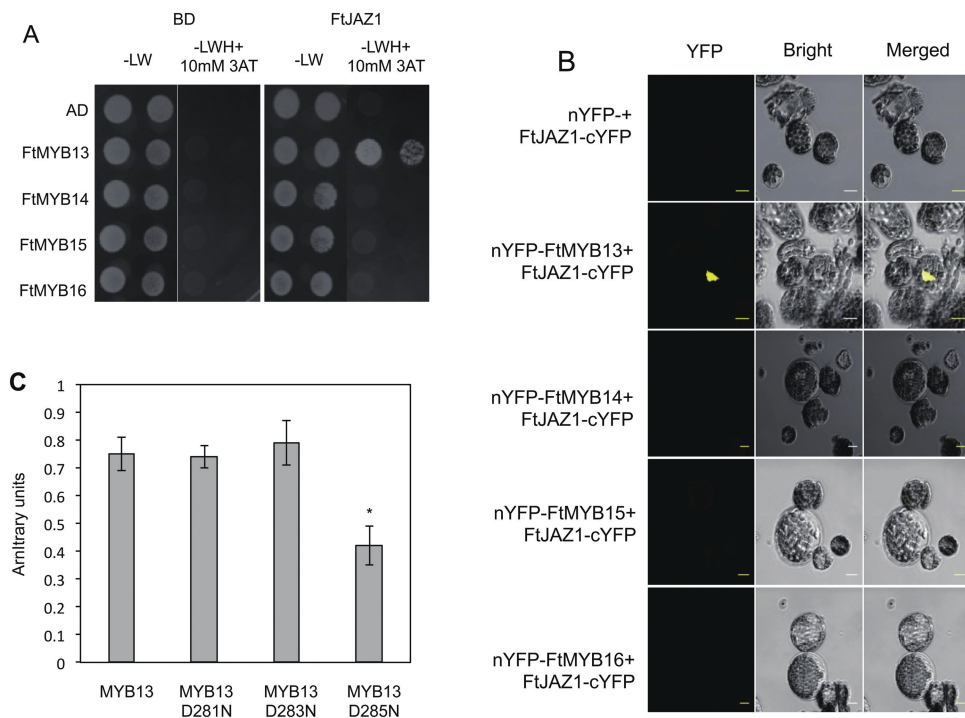 A
BD
FtJAZ1
-LW
-LWH+
10mM 3AT
-LW
-LWH+
10mM 3AT
AD
FtMYB13
FtMYB14
FtMYB15
FtMYB16
B
YFP
Bright
Merged
nYFP-+
FtJAZ1-cYFP
nYFP-FtMYB13+
FtJAZ1-cYFP
nYFP-FtMYB14+
FtJAZ1-cYFP
nYFP-FtMYB15+
FtJAZ1-cYFP
nYFP-FtMYB16+
FtJAZ1-cYFP
C
Arnltrary units
1
0.9
0.8
0.7
0.6
0.5
0.4
0.3
0.2
0.1
0
*
MYB13
MYB13
D281N
MYB13
D283N
MYB13
D285N